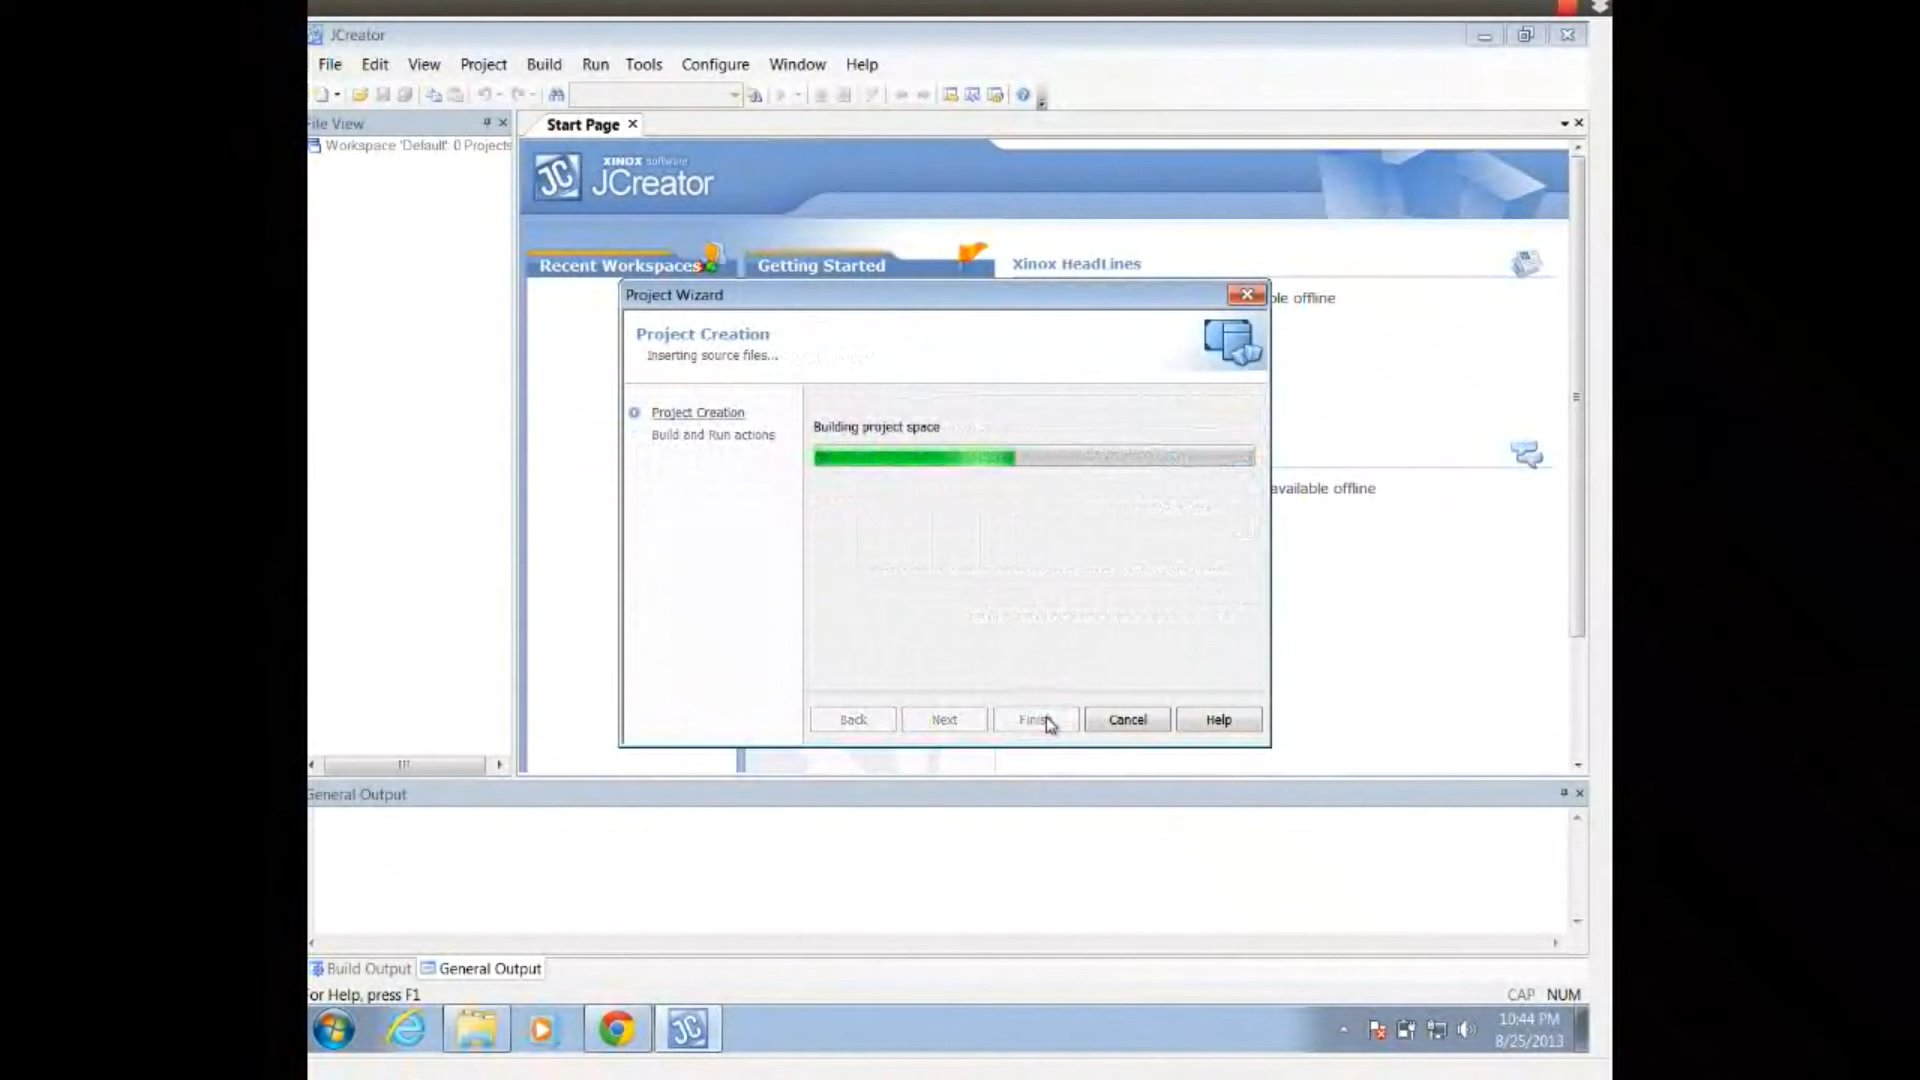 JCreator
File Edit View Project Build Run Tools Configure Window Help
File View
Workspace 'Default': 0 Projects
Start Page
XINOX software
JCreator
Recent Workspaces
Getting Started
Xinox HeadLines
ble offline
Project Wizard
Project Creation
Inserting source files...
Project Creation
Build and Run actions
Building project space
available offline
Back Next Finish Cancel Help
General Output
Build Output General Output
For Help, press F1
CAP NUM
10:44 PM
8/25/2013